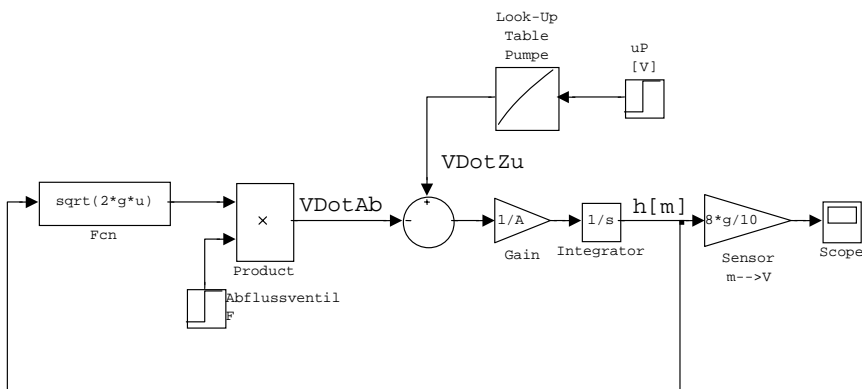 Look-Up
Table
Pumpe
uP
[V]
VDotZu
sqrt(2*g*u)
Fcn
×
Product
VDotAb
+
-
1/A
Gain
1/s
Integrator
h[m]
8*g/10
Sensor
m-->V
Scope
Abflussventil
F